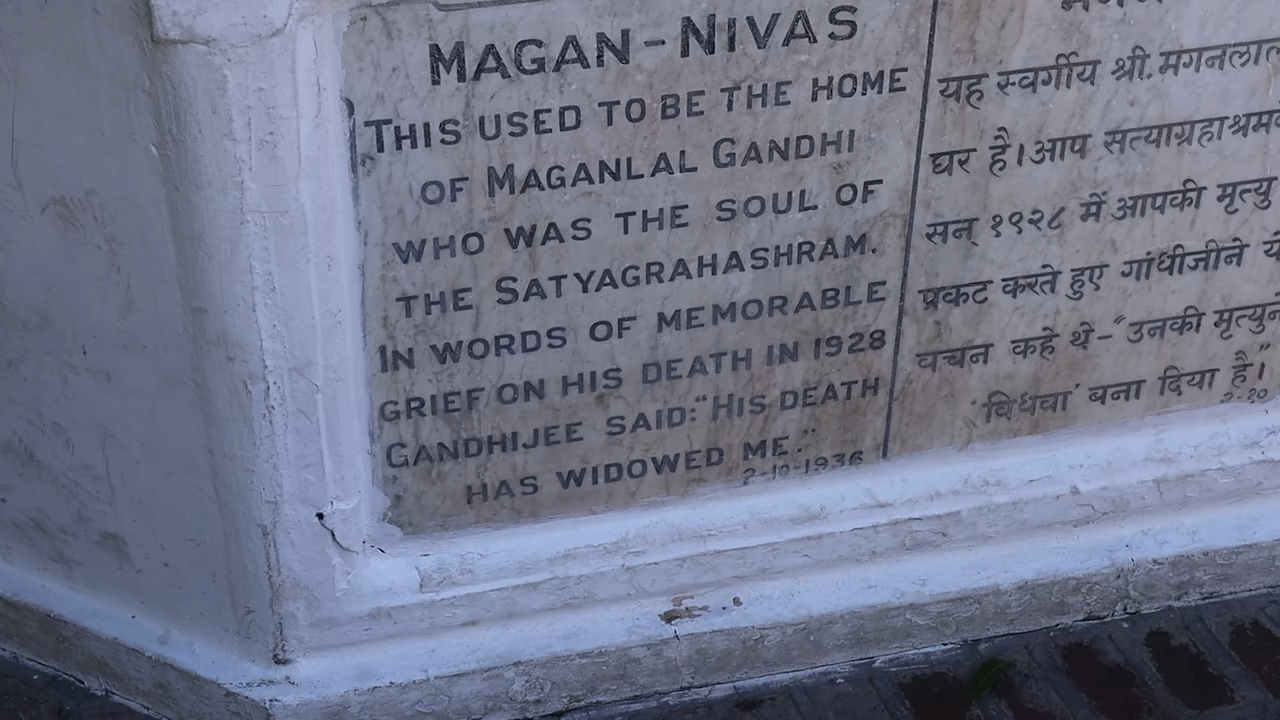 MAGAN-NIVAS
THIS USED TO BE THE HOME
OF MAGANLAL GANDHI
WHO WAS THE SOUL OF
THE SATYAGRAHASHRAM.
IN WORDS OF MEMORABLE
GRIEF ON HIS DEATH IN 1928
GANDHIJEE SAID: "HIS DEATH
HAS WIDOWED ME."
2-10-1936
यह स्वर्गीय श्री. मगनलाल
घर है। आप सत्याग्रहाश्रम
सन् १९२८ में आपकी मृत्यु
प्रकट करते हुए गांधीजीने
वचन कहे थे-"उनकी
'विधवा' बना दिया है।"